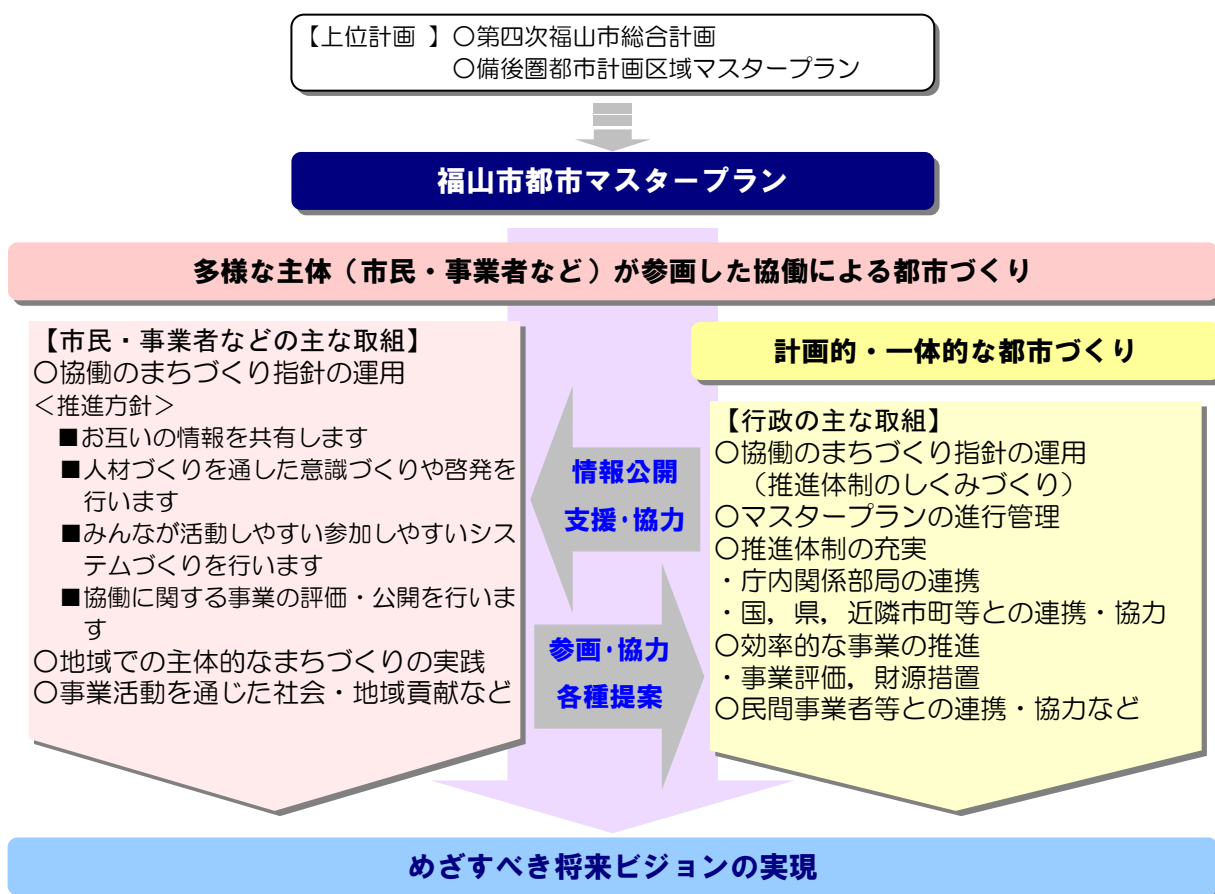 【上位計画 】〇第四次福山市総合計画
〇備後圏都市計画区域マスタープラン
福山市都市マスタープラン
多様な主体（市民・事業者など）が参画した協働による都市づくり
【市民・事業者などの主な取組】
〇協働のまちづくり指針の運用
＜推進方針＞
■お互いの情報を共有します
■人材づくりを通した意識づくりや啓発を
行います
■みんなが活動しやすい参加しやすいシス
テムづくりを行います
■協働に関する事業の評価・公開を行いま
す
〇地域での主体的なまちづくりの実践
〇事業活動を通じた社会・地域貢献など
情報公開
支援・協力
参画・協力
各種提案
計画的・一体的な都市づくり
【行政の主な取組】
〇協働のまちづくり指針の運用
（推進体制のしくみづくり）
〇マスタープランの進行管理
〇推進体制の充実
・庁内関係部局の連携
・国，県，近隣市町等との連携・協力
〇効率的な事業の推進
・事業評価，財源措置
〇民間事業者等との連携・協力など
めざすべき将来ビジョンの実現